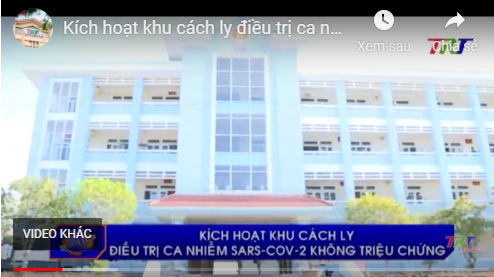 Kích hoạt khu cách ly điều trị ca n...
Xem sau
Chia sẻ
VIDEO KHÁC
KÍCH HOẠT KHU CÁCH LY
ĐIỀU TRỊ CA NHIỄM SARS-COV-2 KHÔNG TRIỆU CHỨNG